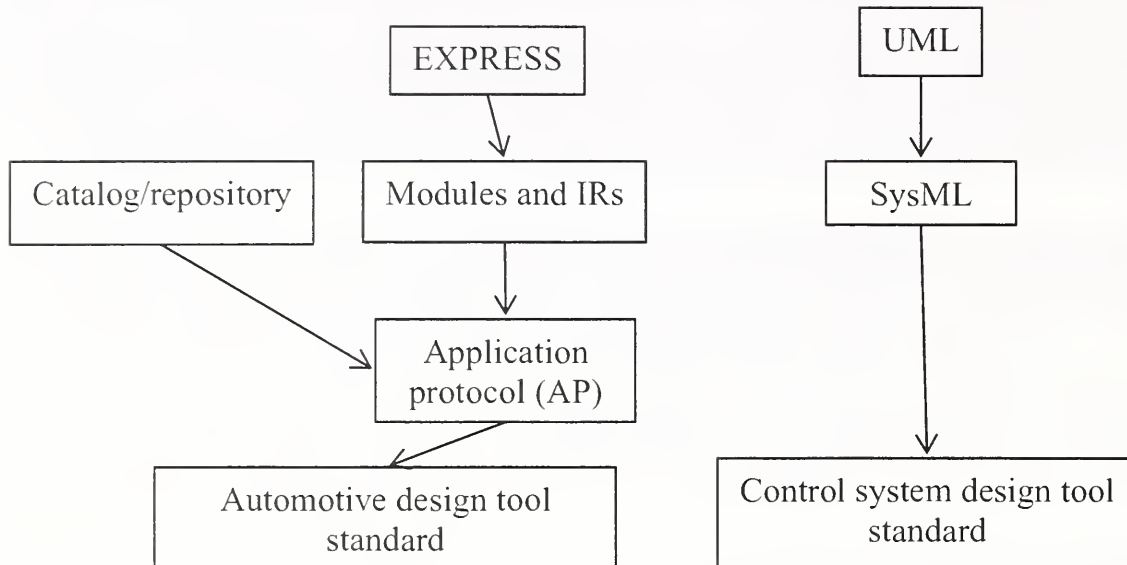 EXPRESS
UML
Catalog/repository
Modules and IRs
SysML
Application
protocol (AP)
Automotive design tool
standard
Control system design tool
standard